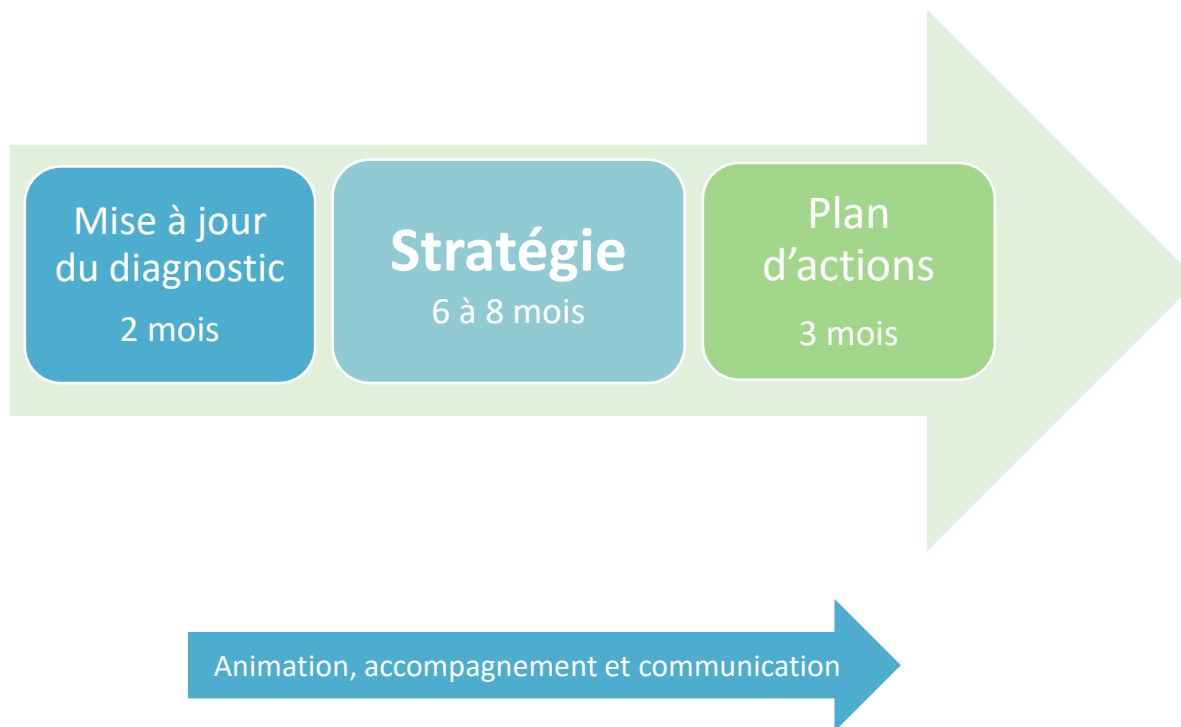 Mise à jour
du diagnostic
2 mois
Stratégie
6 à 8 mois
Plan
d’actions
3 mois
Animation, accompagnement et communication